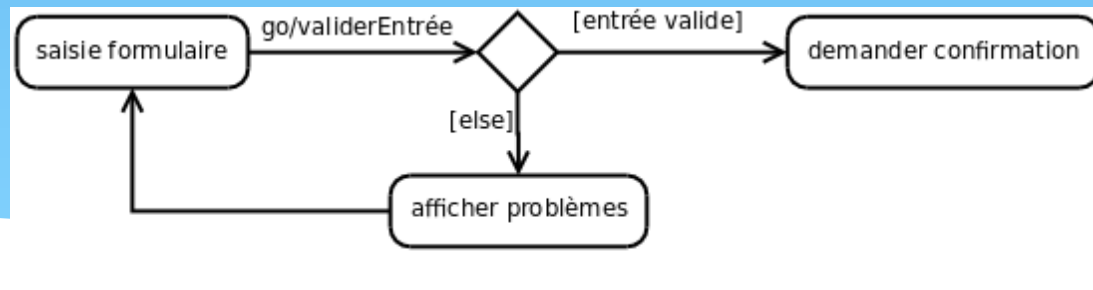 saisie formulaire
go/validerEntrée
[entrée valide]
demander confirmation
[else]
afficher problèmes